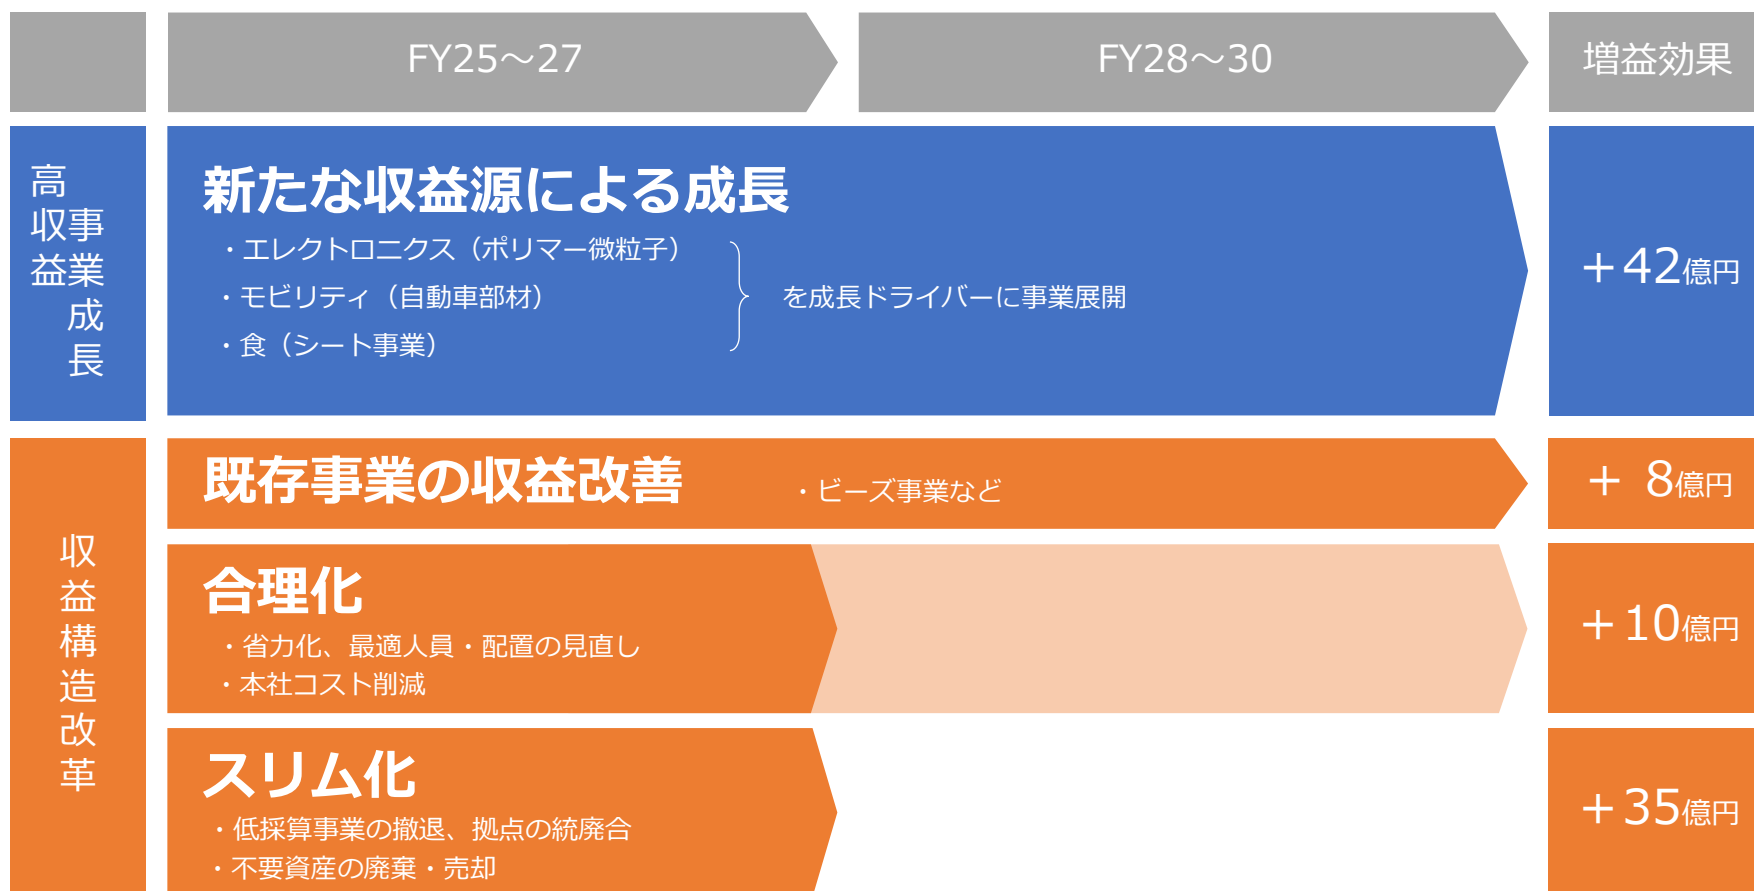 FY25～27
FY28～30
増益効果
高収益
事業成長
新たな収益源による成長
・エレクトロニクス（ポリマー微粒子）
・モビリティ（自動車部材）
・食（シート事業）
を成長ドライバーに事業展開
＋42億円
収益構造改革
既存事業の収益改善
・ビーズ事業など
＋ 8億円
合理化
・省力化、最適人員・配置の見直し
・本社コスト削減
＋10億円
スリム化
・低採算事業の撤退、拠点の統廃合
・不要資産の廃棄・売却
＋35億円